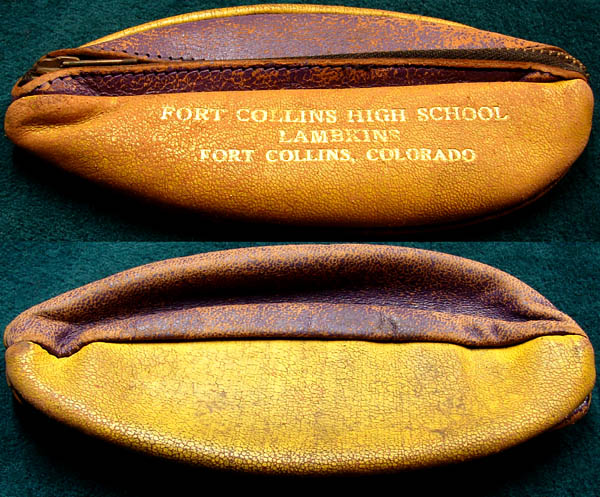 FORT COLLINS HIGH SCHOOL
LAMBKINS
FORT COLLINS, COLORADO